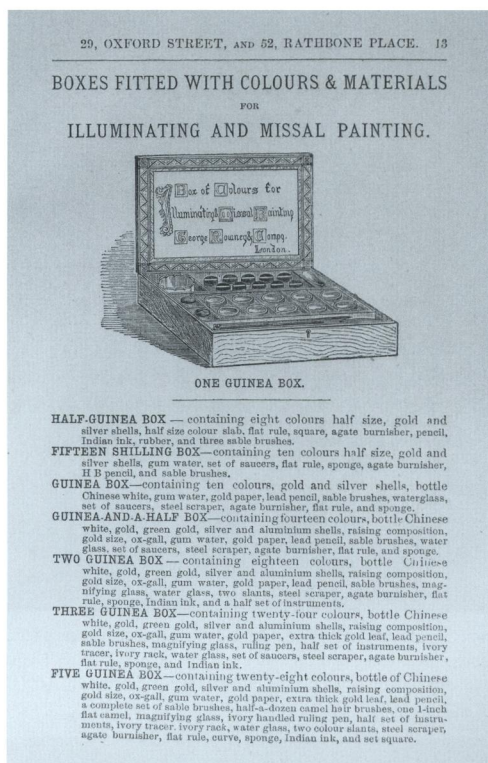 29, OXFORD STREET, AND 52, RATHBONE PLACE. 13
BOXES FITTED WITH COLOURS & MATERIALS
FOR
ILLUMINATING AND MISSAL PAINTING.
Box of Colours for
Illuminating & Missal Painting
George Rowney & Compy.
London.
ONE GUINEA BOX.
HALF-GUINEA BOX — containing eight colours half size, gold and
silver shells, half size colour slab, flat rule, square, agate burnisher, pencil,
Indian ink, rubber, and three sable brushes.
FIFTEEN SHILLING BOX—containing ten colours half size, gold and
silver shells, gum water, set of saucers, flat rule, sponge, agate burnisher,
H B pencil, and sable brushes.
GUINEA BOX—containing ten colours, gold and silver shells, bottle
Chinese white, gum water, gold paper, lead pencil, sable brushes, waterglass,
set of saucers, steel scraper, agate burnisher, flat rule, and sponge.
GUINEA-AND-A-HALF BOX—containing fourteen colours, bottle Chinese
white, gold, green gold, silver and aluminium shells, raising composition,
gold size, ox-gall, gum water, gold paper, lead pencil, sable brushes, water
glass, set of saucers, steel scraper, agate burnisher, flat rule, and sponge.
TWO GUINEA BOX — containing eighteen colours, bottle Chinese
white, gold, green gold, silver and aluminium shells, raising composition,
gold size, ox-gall, gum water, gold paper, lead pencil, sable brushes, mag-
nifying glass, water glass, two slants, steel scraper, agate burnisher, flat
rule, sponge, Indian ink, and a half set of instruments.
THREE GUINEA BOX—containing twenty-four colours, bottle Chinese
white, gold, green gold, silver and aluminium shells, raising composition,
gold size, ox-gall, gum water, gold paper, extra thick gold leaf, lead pencil,
sable brushes, magnifying glass, ruling pen, half set of instruments, ivory
tracer, ivory rack, water glass, set of saucers, steel scraper, agate burnisher,
flat rule, sponge, and Indian ink.
FIVE GUINEA BOX—containing twenty-eight colours, bottle of Chinese
white, gold, green gold, silver and aluminium shells, raising composition,
gold size, ox-gall, gum water, gold paper, extra thick gold leaf, lead pencil,
a complete set of sable brushes, half-a-dozen camel hair brushes, one 1-inch
flat camel, magnifying glass, ivory handled ruling pen, half set of instru-
ments, ivory tracer, ivory rack, water glass, two colour slants, steel scraper,
agate burnisher, flat rule, curve, sponge, Indian ink, and set square.